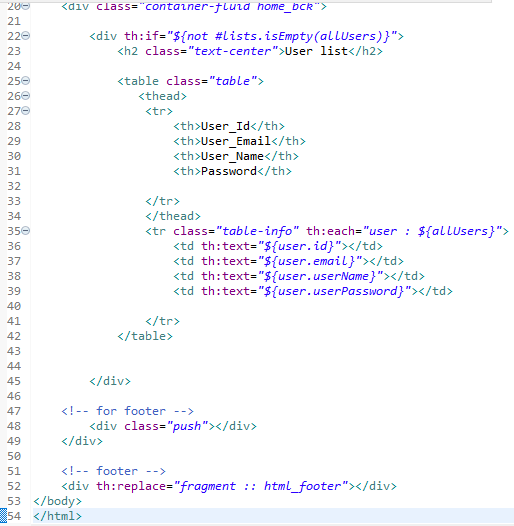 20 <div class="container-fluid home_bck">
21
22 <div th:if="${not #lists.isEmpty(allUsers)}">
23 <h2 class="text-center">User list</h2>
24
25 <table class="table">
26 <thead>
27 <tr>
28 <th>User_Id</th>
29 <th>User_Email</th>
30 <th>User_Name</th>
31 <th>Password</th>
32
33 </tr>
34 </thead>
35 <tr class="table-info" th:each="user : ${allUsers}">
36 <td th:text="${user.id}"></td>
37 <td th:text="${user.email}"></td>
38 <td th:text="${user.userName}"></td>
39 <td th:text="${user.userPassword}"></td>
40
41 </tr>
42 </table>
43
44
45 </div>
46
47 <!-- for footer -->
48 <div class="push"></div>
49 </div>
50
51 <!-- footer -->
52 <div th:replace="fragment :: html_footer"></div>
53 </body>
54 </html>